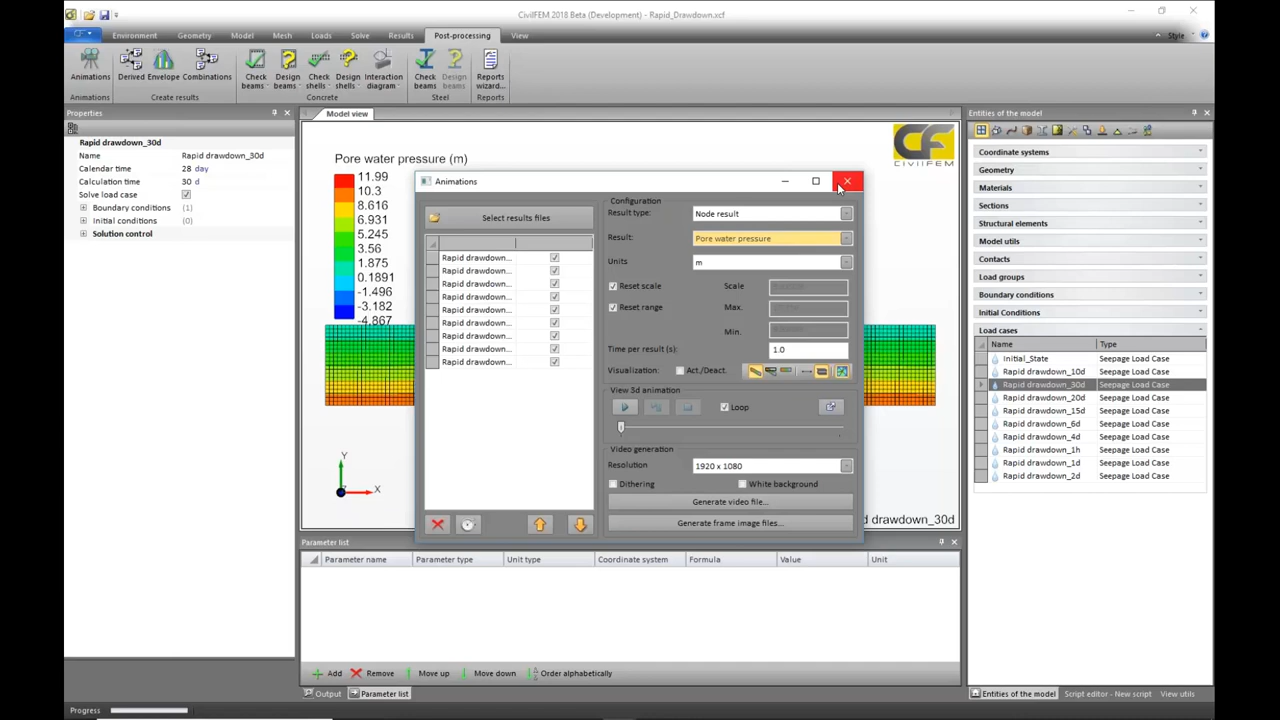 CivilFEM 2018 Beta (Development) - Rapid_Drawdown.xcf
Environment Geometry Model Mesh Loads Solve Results Post-processing View Style
Animations Derived Envelope Combinations Check beams Design beams Check shells Design shells Interaction diagram Check beams Design beams Reports wizard...
Animations Create results Concrete Steel Reports
Properties
Rapid drawdown_30d
Name Rapid drawdown_30d
Calendar time 28 day
Calculation time 30 d
Solve load case
Boundary conditions (1)
Initial conditions (0)
Solution control
Model view
CIVILFEM
Pore water pressure (m)
11.99
10.3
8.616
6.931
5.245
3.56
1.875
0.1891
-1.496
-3.182
-4.867
Y
X
d drawdown_30d
Animations
Select results files
Rapid drawdown...
Rapid drawdown...
Rapid drawdown...
Rapid drawdown...
Rapid drawdown...
Rapid drawdown...
Rapid drawdown...
Rapid drawdown...
Rapid drawdown...
Configuration
Result type: Node result
Result: Pore water pressure
Units m
Reset scale Scale
Reset range Max.
Min.
Time per result (s): 1.0
Visualization: Act./Deact.
View 3d animation
Loop
Video generation
Resolution 1920 x 1080
Dithering White background
Generate video file...
Generate frame image files...
Entities of the model
Coordinate systems
Geometry
Materials
Sections
Structural elements
Model utils
Contacts
Load groups
Boundary conditions
Initial Conditions
Load cases
Name Type
Initial_State Seepage Load Case
Rapid drawdown_10d Seepage Load Case
Rapid drawdown_30d Seepage Load Case
Rapid drawdown_20d Seepage Load Case
Rapid drawdown_15d Seepage Load Case
Rapid drawdown_6d Seepage Load Case
Rapid drawdown_4d Seepage Load Case
Rapid drawdown_1h Seepage Load Case
Rapid drawdown_1d Seepage Load Case
Rapid drawdown_2d Seepage Load Case
Parameter list
Parameter name Parameter type Unit type Coordinate system Formula Value Unit
Add Remove Move up Move down Order alphabetically
Output Parameter list
Entities of the model Script editor - New script View utils
Progress